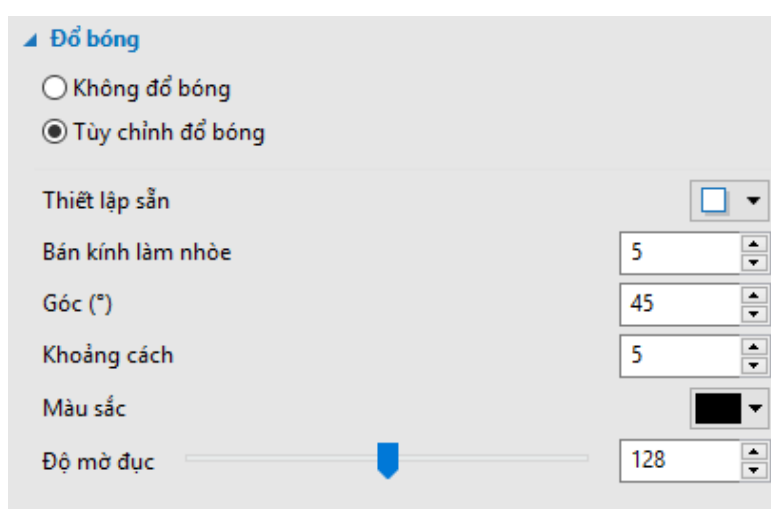 Đổ bóng
Không đổ bóng
Tùy chỉnh đổ bóng
Thiết lập sẵn
Bán kính làm nhòe 5
Góc (°) 45
Khoảng cách 5
Màu sắc
Độ mờ đục 128